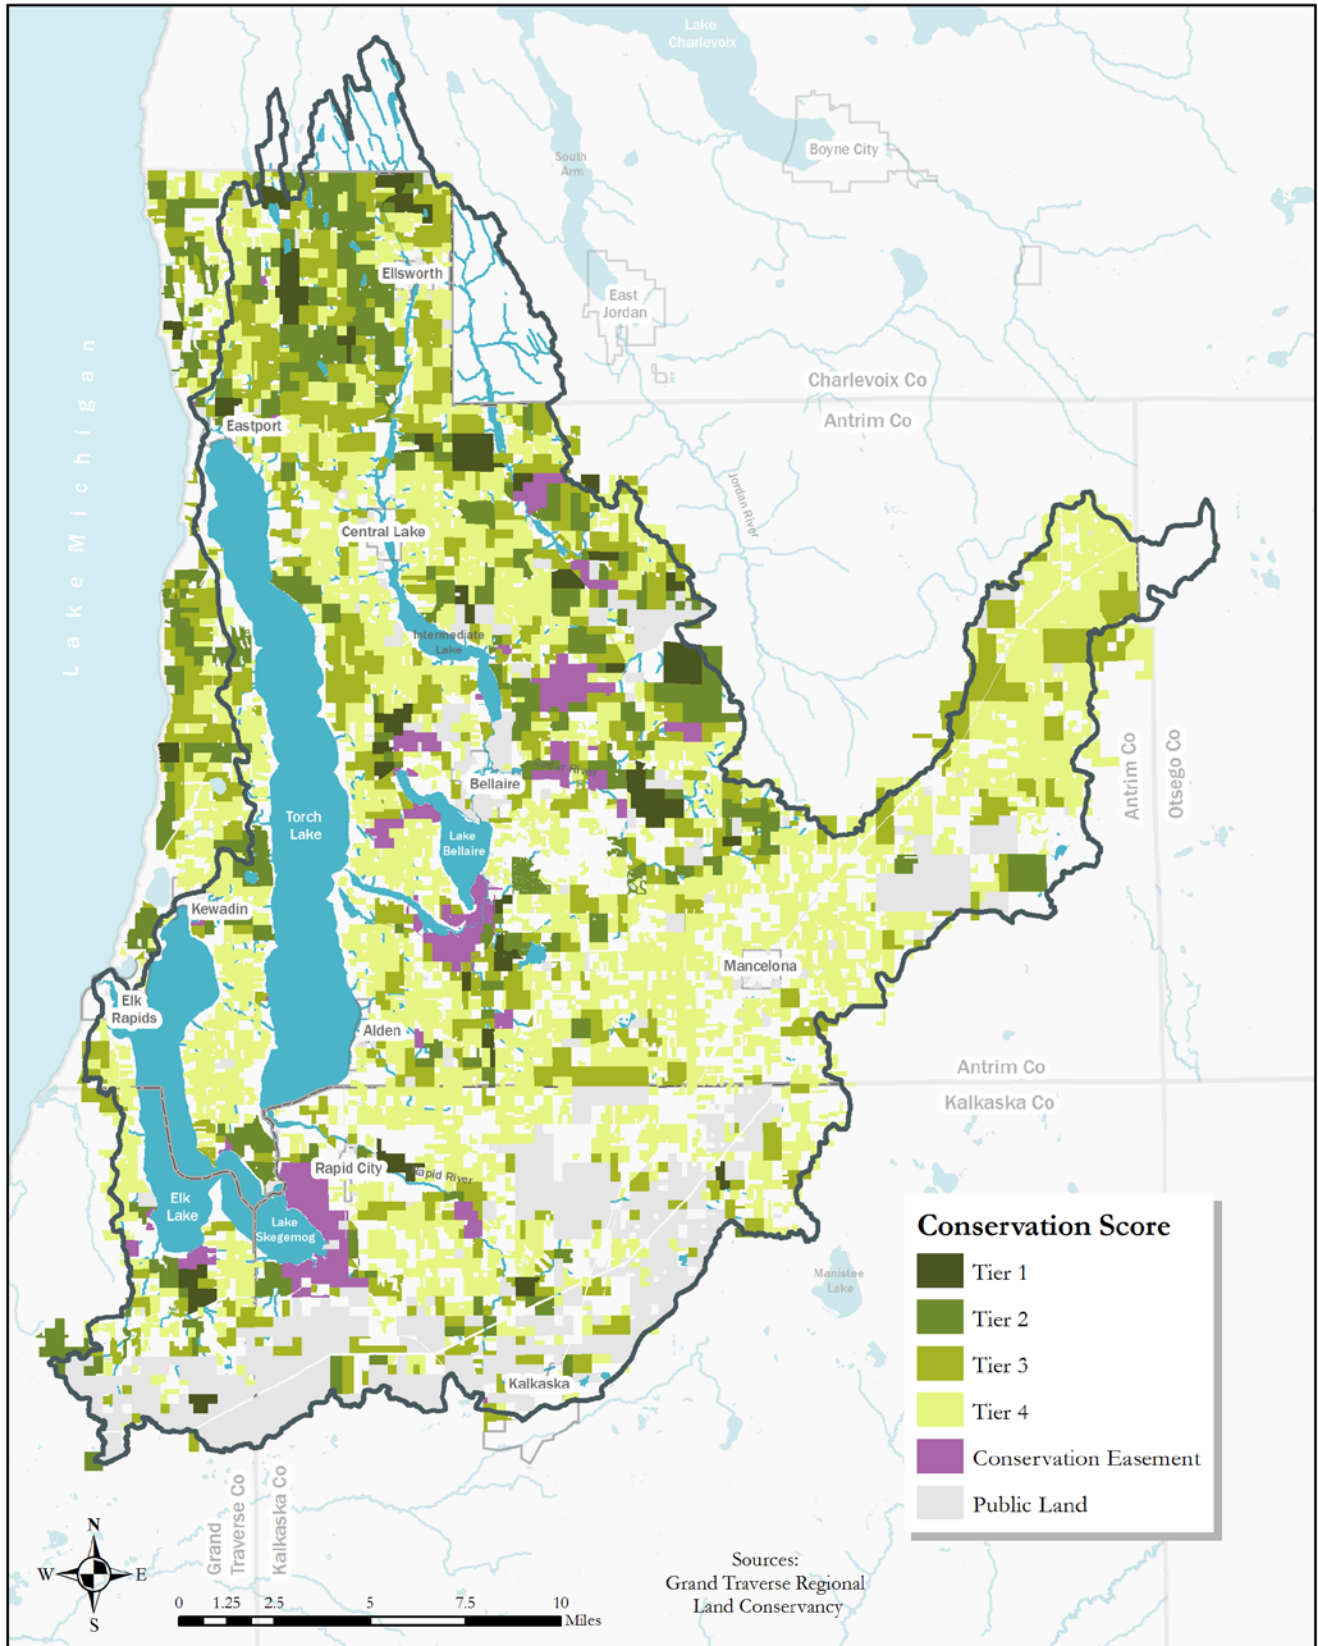 Lake
Charlevoix
Boyne City
South
Arm
Ellsworth
East
Jordan
Charlevoix Co
Antrim Co
Lake Michigan
Eastport
Jordan River
Central Lake
Intermediate
Lake
Antrim Co
Otsego Co
Cedar River
Bellaire
Torch
Lake
Lake
Bellaire
Kewadin
Mancelona
Elk
Rapids
Alden
Antrim Co
Kalkaska Co
Rapid City
Rapid River
Elk
Lake
Lake
Skegemog
Manistee
Lake
Kalkaska
Conservation Score
Tier 1
Tier 2
Tier 3
Tier 4
Conservation Easement
Public Land
Grand
Traverse Co
Kalkaska Co
N
W
E
S
0 1.25 2.5 5 7.5 10
Miles
Sources:
Grand Traverse Regional
Land Conservancy